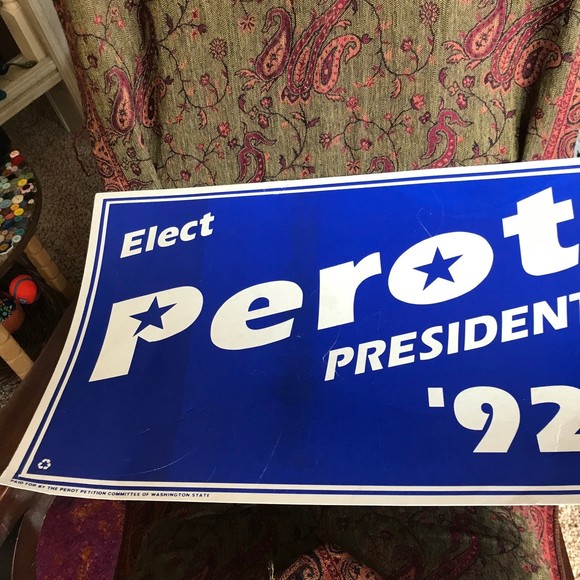 Elect
Perot
PRESIDENT
'92
PAID FOR BY THE PEROT PETITION COMMITTEE OF WASHINGTON STATE